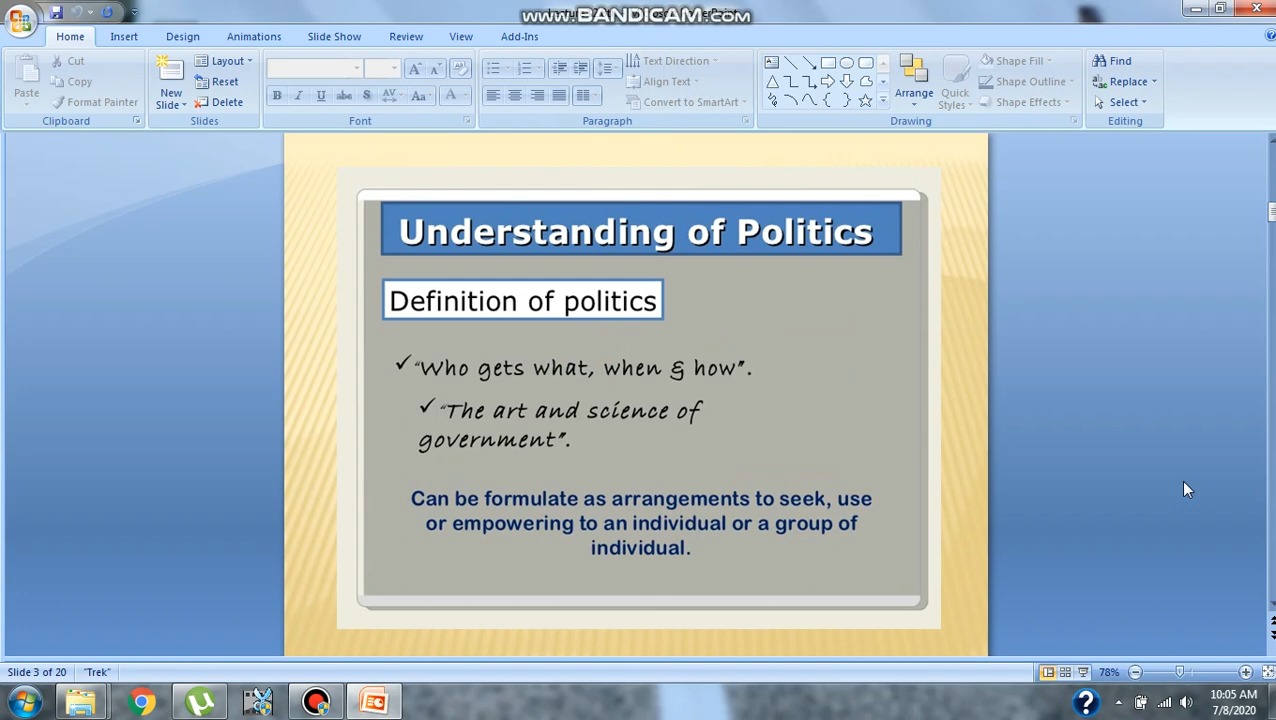 www.BANDICAM.com
Home Insert Design Animations Slide Show Review View Add-Ins
Paste
Cut
Copy
Format Painter
Clipboard
New
Slide
Layout
Reset
Delete
Slides
B I U abc S AV Aa A
Font
Text Direction
Align Text
Convert to SmartArt
Paragraph
Arrange
Quick
Styles
Shape Fill
Shape Outline
Shape Effects
Drawing
Find
Replace
Select
Editing
Understanding of Politics
Definition of politics
✓“Who gets what, when & how”.
✓“The art and science of
government”.
Can be formulate as arrangements to seek, use
or empowering to an individual or a group of
individual.
Slide 3 of 20 "Trek" 78%
10:05 AM
7/8/2020